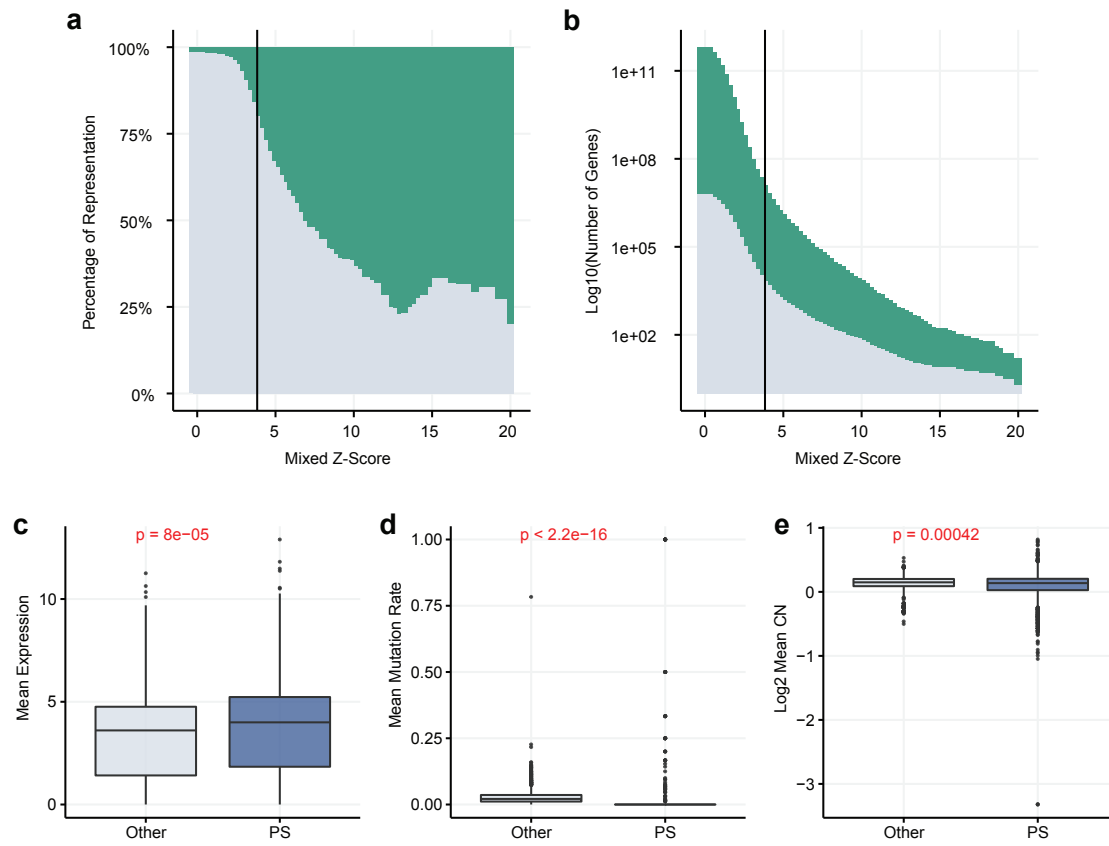 a
100%
75%
50%
25%
0%
Percentage of Representation
0
5
10
15
20
Mixed Z-Score
b
1e+11
1e+08
1e+05
1e+02
Log10(Number of Genes)
0
5
10
15
20
Mixed Z-Score
c
p = 8e−05
10
5
0
Mean Expression
Other
PS
d
p < 2.2e−16
1.00
0.75
0.50
0.25
0.00
Mean Mutation Rate
Other
PS
e
p = 0.00042
1
0
−1
−2
−3
Log2 Mean CN
Other
PS